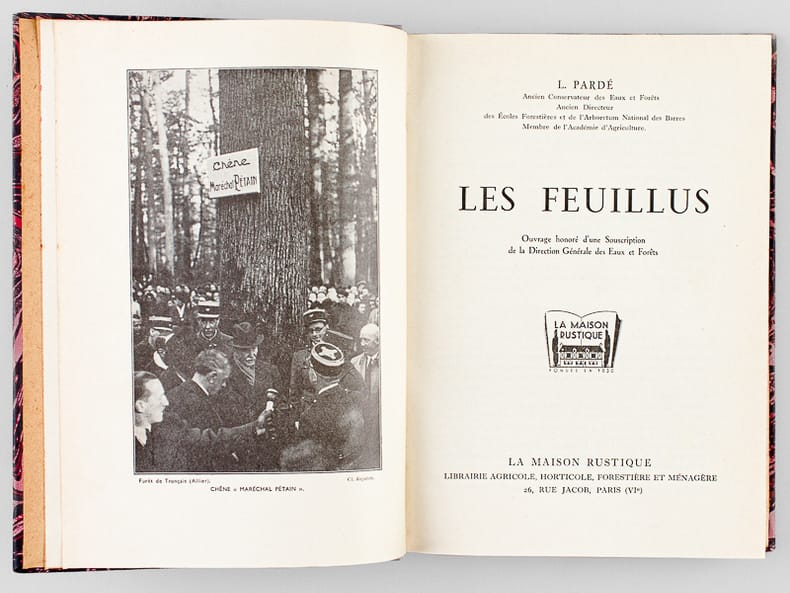 Chêne
Maréchal PÉTAIN
Forêt de Tronçais (Allier).
CHÊNE « MARÉCHAL PÉTAIN ».
L. PARDÉ
Ancien Conservateur des Eaux et Forêts
Ancien Directeur
des Écoles Forestières et de l'Arboretum National des Barres
Membre de l'Académie d'Agriculture.
LES FEUILLUS
Ouvrage honoré d'une Souscription
de la Direction Générale des Eaux et Forêts
LA MAISON
RUSTIQUE
LA MAISON RUSTIQUE
LIBRAIRIE AGRICOLE, HORTICOLE, FORESTIÈRE ET MÉNAGÈRE
26, RUE JACOB, PARIS (VIe)